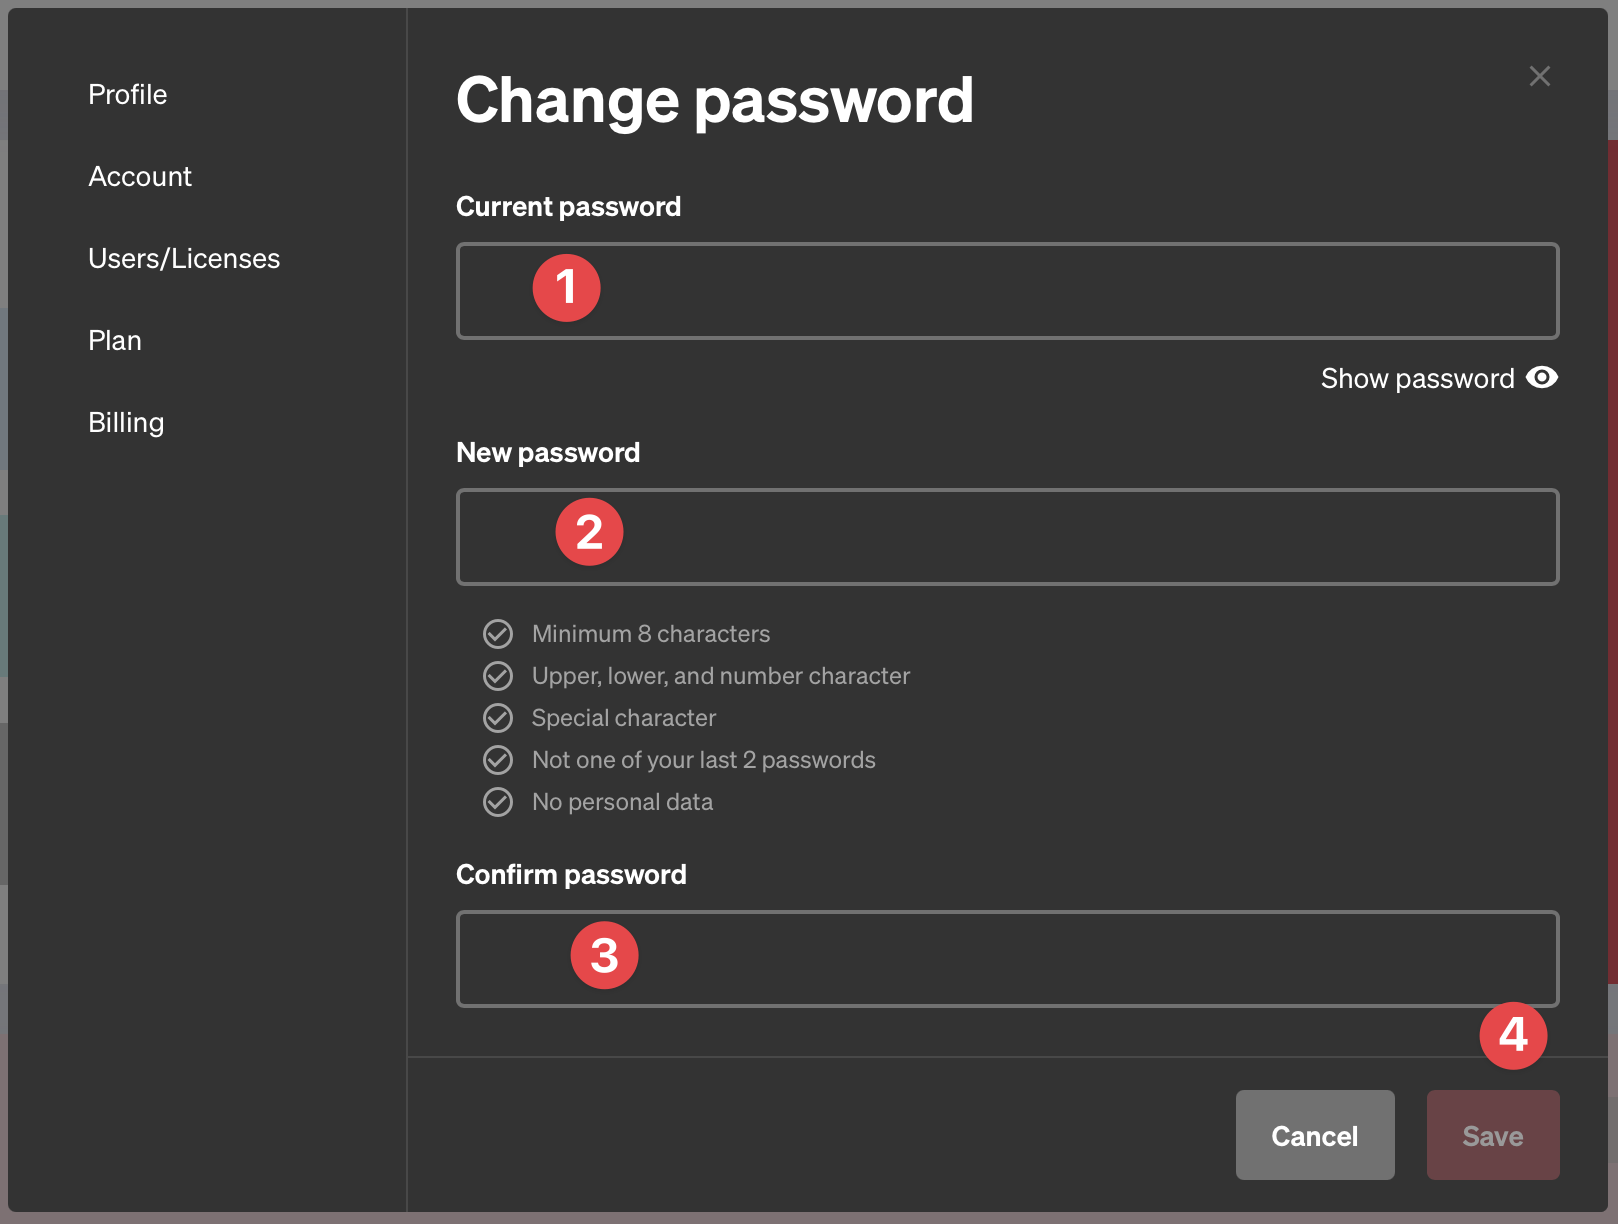 Profile
Account
Users/Licenses
Plan
Billing
Change password
Current password
1
Show password
New password
2
Minimum 8 characters
Upper, lower, and number character
Special character
Not one of your last 2 passwords
No personal data
Confirm password
3
4
Cancel
Save